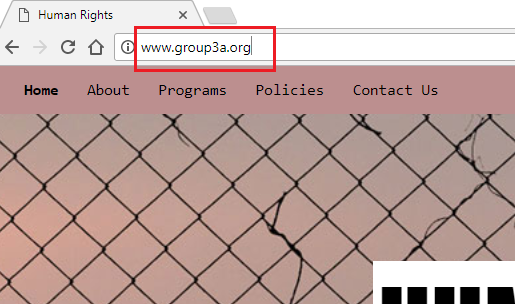 Human Rights
www.group3a.org
Home About Programs Policies Contact Us